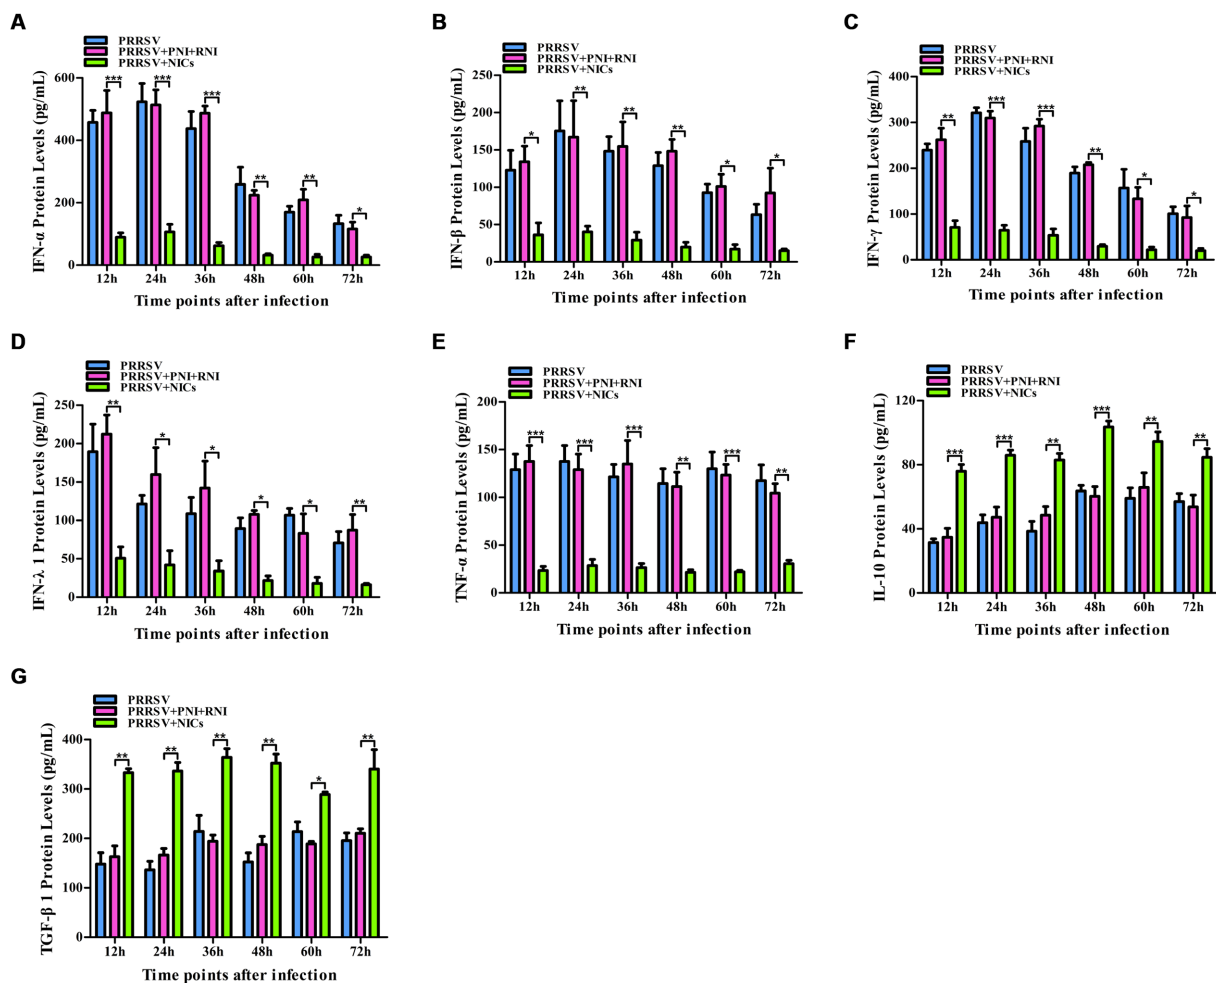 A
PRRSV
PRRSV+PNI+RNI
PRRSV+NICs
IFN-α Protein Levels (pg/mL)
600
400
200
0
*** *** *** ** ** *
12h 24h 36h 48h 60h 72h
Time points after infection
B
PRRSV
PRRSV+PNI+RNI
PRRSV+NICs
IFN-β Protein Levels (pg/mL)
250
200
150
100
50
0
* ** ** ** * *
12h 24h 36h 48h 60h 72h
Time points after infection
C
PRRSV
PRRSV+PNI+RNI
PRRSV+NICs
IFN-γ Protein Levels (pg/mL)
400
300
200
100
0
** *** *** ** * *
12h 24h 36h 48h 60h 72h
Time points after infection
D
PRRSV
PRRSV+PNI+RNI
PRRSV+NICs
IFN-λ 1 Protein Levels (pg/mL)
250
200
150
100
50
0
** * * * * **
12h 24h 36h 48h 60h 72h
Time points after infection
E
PRRSV
PRRSV+PNI+RNI
PRRSV+NICs
TNF-α Protein Levels (pg/mL)
200
150
100
50
0
*** *** *** ** *** **
12h 24h 36h 48h 60h 72h
Time points after infection
F
PRRSV
PRRSV+PNI+RNI
PRRSV+NICs
IL-10 Protein Levels (pg/mL)
120
80
40
0
*** *** ** *** ** **
12h 24h 36h 48h 60h 72h
Time points after infection
G
PRRSV
PRRSV+PNI+RNI
PRRSV+NICs
TGF-β 1 Protein Levels (pg/mL)
400
300
200
100
0
** ** ** ** * **
12h 24h 36h 48h 60h 72h
Time points after infection